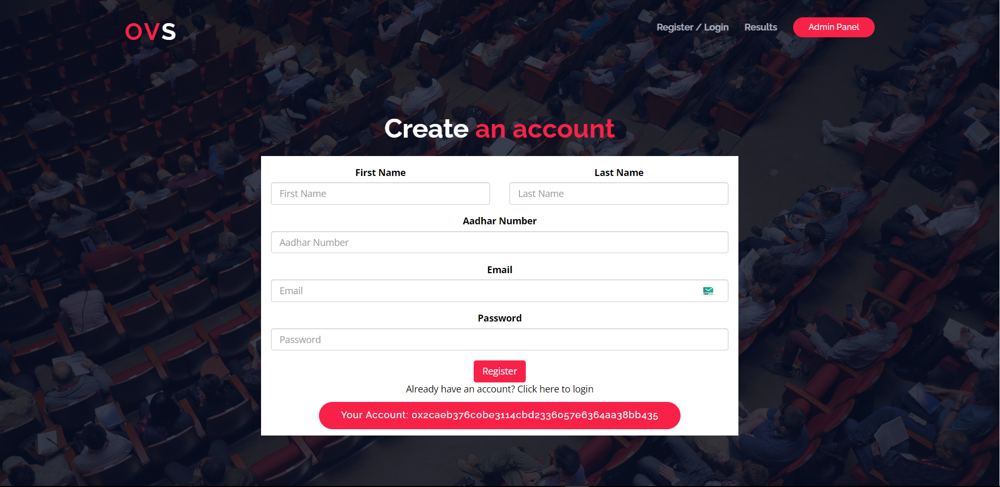 OVS
Register / Login
Results
Admin Panel
Create an account
First Name
Last Name
First Name
Last Name
Aadhar Number
Aadhar Number
Email
Email
Password
Password
Register
Already have an account? Click here to login
Your Account: 0x2caeb376c0be3114cbd2336057e6364aa38bb435